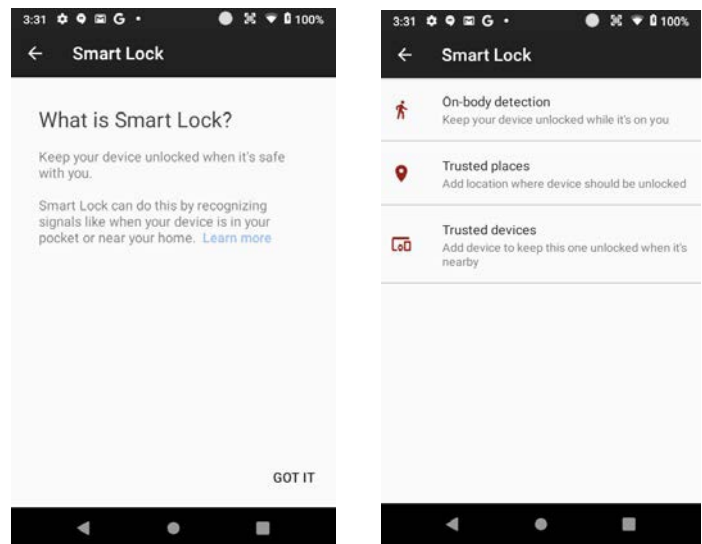 3:31 G 100%
Smart Lock
What is Smart Lock?
Keep your device unlocked when it's safe
with you.
Smart Lock can do this by recognizing
signals like when your device is in your
pocket or near your home. Learn more
GOT IT
3:31 G 100%
Smart Lock
On-body detection
Keep your device unlocked while it's on you
Trusted places
Add location where device should be unlocked
Trusted devices
Add device to keep this one unlocked when it's
nearby